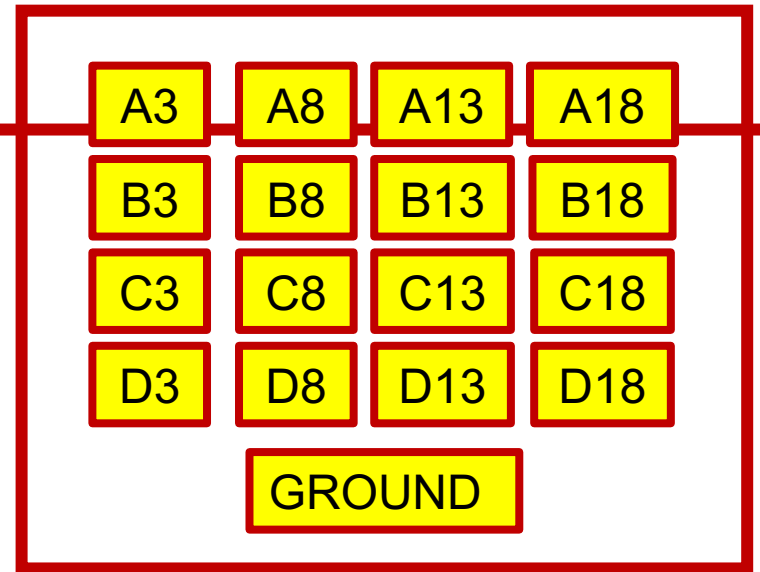 A3 A8 A13 A18
B3 B8 B13 B18
C3 C8 C13 C18
D3 D8 D13 D18
GROUND